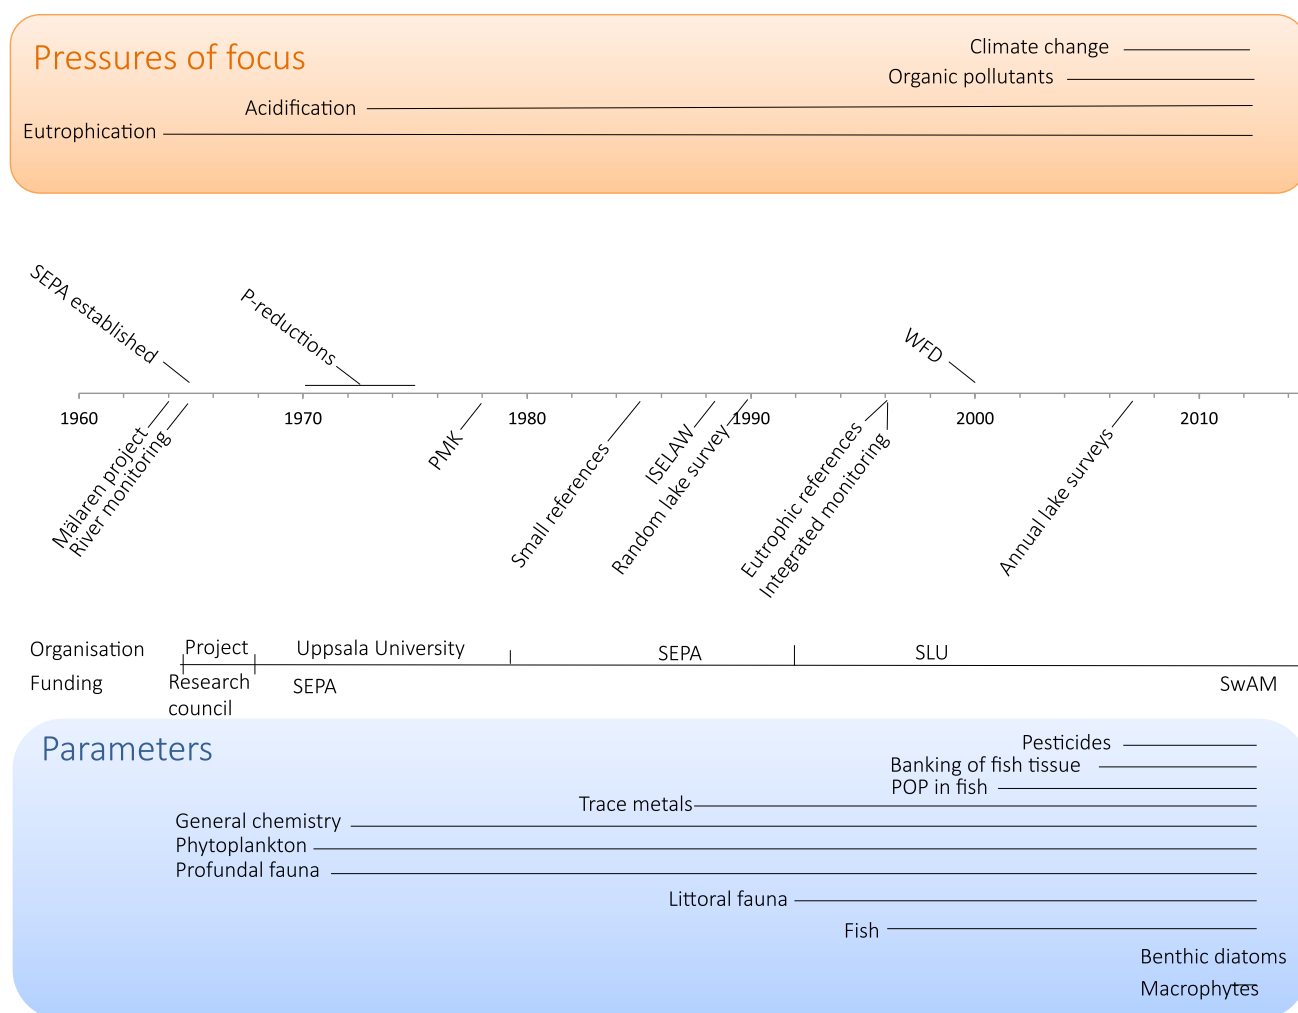 Pressures of focus
Climate change
Organic pollutants
Acidification
Eutrophication
SEPA established
P-reductions
WFD
1960
1970
1980
1990
2000
2010
Mälaren project
River monitoring
PMK
Small references
ISELAW
Random lake survey
Eutrophic references
Integrated monitoring
Annual lake surveys
Organisation
Project
Uppsala University
SEPA
SLU
Funding
Research
council
SEPA
SwAM
Parameters
Pesticides
Banking of fish tissue
POP in fish
Trace metals
General chemistry
Phytoplankton
Profundal fauna
Littoral fauna
Fish
Benthic diatoms
Macrophytes